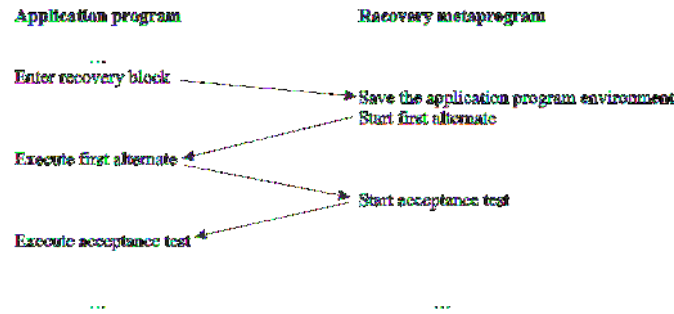 Application program Recovery metaprogram
...
Enter recovery block
Save the application program environment
Start first alternate
Execute first alternate
Start acceptance test
Execute acceptance test
... ...